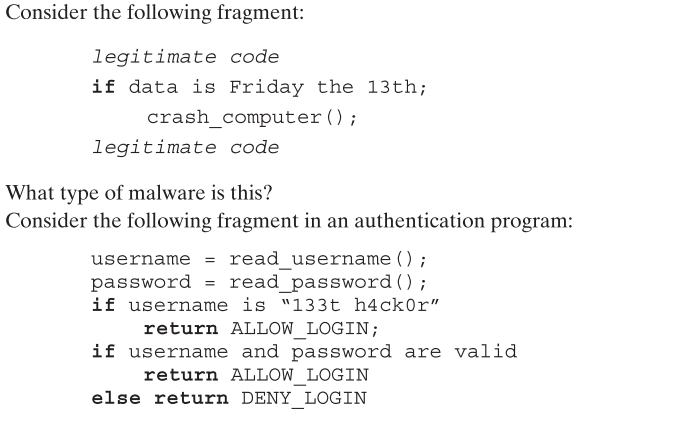 Consider the following fragment:
legitimate code
if data is Friday the 13th;
crash_computer();
legitimate code
What type of malware is this?
Consider the following fragment in an authentication program:
username = read_username();
password = read_password();
if username is “133t h4ck0r”
return ALLOW_LOGIN;
if username and password are valid
return ALLOW_LOGIN
else return DENY_LOGIN